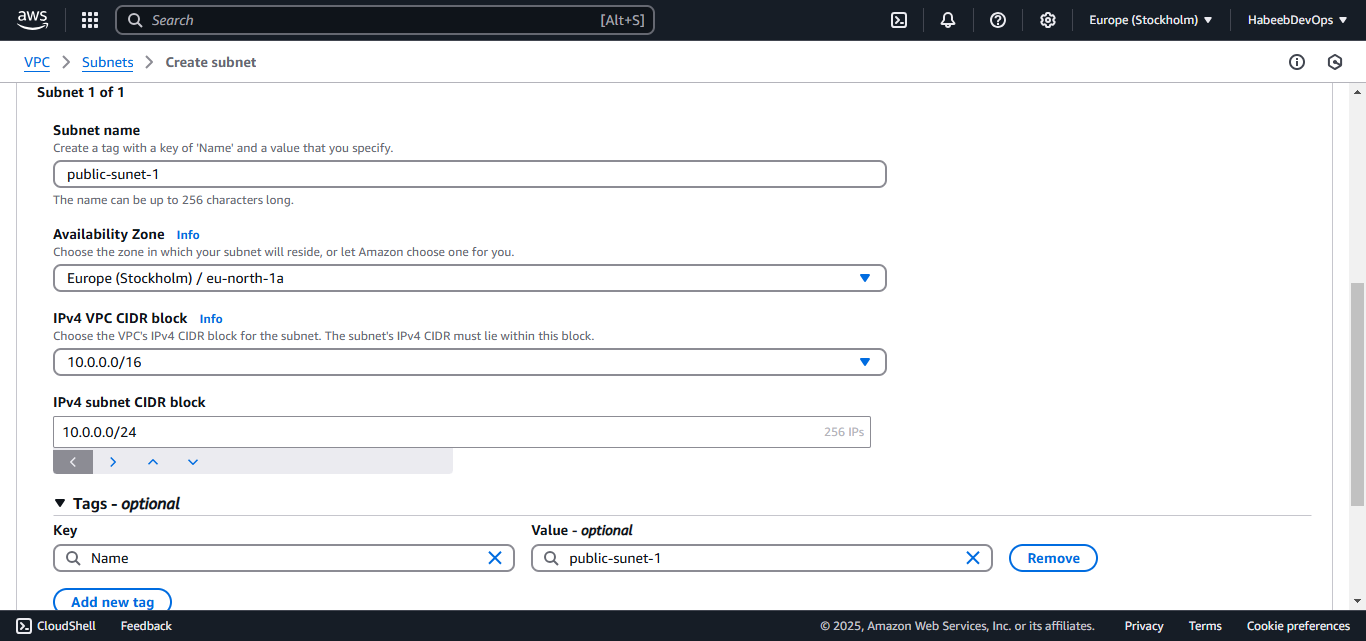 aws
Search [Alt+S] Europe (Stockholm) HabeebDevOps
VPC Subnets Create subnet
Subnet 1 of 1
Subnet name
Create a tag with a key of 'Name' and a value that you specify.
public-sunet-1
The name can be up to 256 characters long.
Availability Zone Info
Choose the zone in which your subnet will reside, or let Amazon choose one for you.
Europe (Stockholm) / eu-north-1a
IPv4 VPC CIDR block Info
Choose the VPC's IPv4 CIDR block for the subnet. The subnet's IPv4 CIDR must lie within this block.
10.0.0.0/16
IPv4 subnet CIDR block
10.0.0.0/24 256 IPs
Tags - optional
Key Value - optional
Name public-sunet-1 Remove
Add new tag
CloudShell Feedback © 2025, Amazon Web Services, Inc. or its affiliates. Privacy Terms Cookie preferences